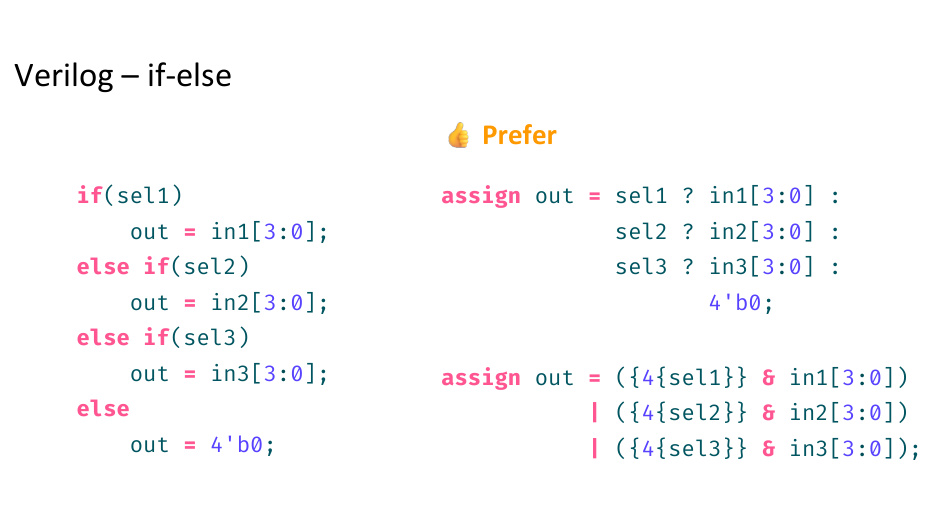 Verilog – if-else
👍 Prefer
if(sel1)
    out = in1[3:0];
else if(sel2)
    out = in2[3:0];
else if(sel3)
    out = in3[3:0];
else
    out = 4'b0;
assign out = sel1 ? in1[3:0] :
             sel2 ? in2[3:0] :
             sel3 ? in3[3:0] :
                    4'b0;
assign out = ({4{sel1}} & in1[3:0])
           | ({4{sel2}} & in2[3:0])
           | ({4{sel3}} & in3[3:0]);